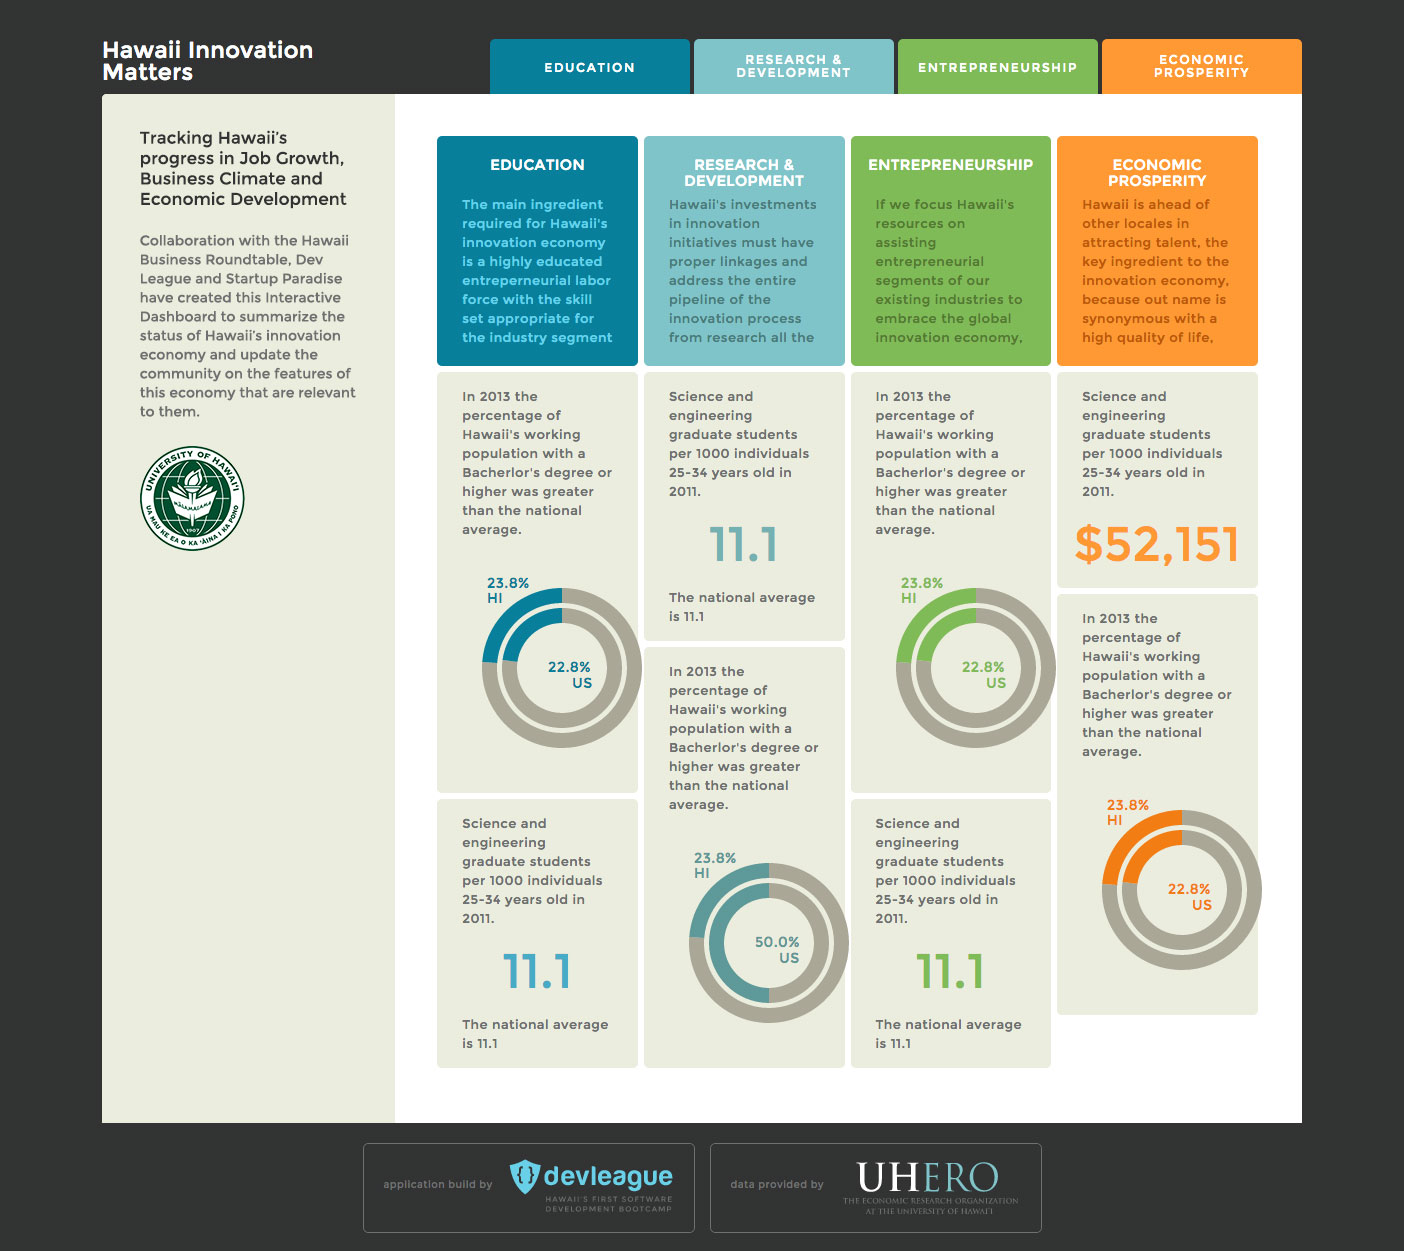 Hawaii Innovation
Matters
EDUCATION
RESEARCH &
DEVELOPMENT
ENTREPRENEURSHIP
ECONOMIC
PROSPERITY
Tracking Hawaii's
progress in Job Growth,
Business Climate and
Economic Development
Collaboration with the Hawaii
Business Roundtable, Dev
League and Startup Paradise
have created this Interactive
Dashboard to summarize the
status of Hawaii's innovation
economy and update the
community on the features of
this economy that are relevant
to them.
UNIVERSITY OF HAWAI'I
1907
UA MAU KE EA O KA 'ĀINA I KA PONO
EDUCATION
The main ingredient
required for Hawaii's
innovation economy
is a highly educated
entreperneurial labor
force with the skill
set appropriate for
the industry segment
In 2013 the
percentage of
Hawaii's working
population with a
Bacherlor's degree or
higher was greater
than the national
average.
23.8%
HI
22.8%
US
Science and
engineering
graduate students
per 1000 individuals
25-34 years old in
2011.
11.1
The national average
is 11.1
RESEARCH &
DEVELOPMENT
Hawaii's investments
in innovation
initiatives must have
proper linkages and
address the entire
pipeline of the
innovation process
from research all the
Science and
engineering
graduate students
per 1000 individuals
25-34 years old in
2011.
11.1
The national average
is 11.1
In 2013 the
percentage of
Hawaii's working
population with a
Bacherlor's degree or
higher was greater
than the national
average.
23.8%
HI
50.0%
US
ENTREPRENEURSHIP
If we focus Hawaii's
resources on
assisting
entrepreneurial
segments of our
existing industries to
embrace the global
innovation economy,
In 2013 the
percentage of
Hawaii's working
population with a
Bacherlor's degree or
higher was greater
than the national
average.
23.8%
HI
22.8%
US
Science and
engineering
graduate students
per 1000 individuals
25-34 years old in
2011.
11.1
The national average
is 11.1
ECONOMIC
PROSPERITY
Hawaii is ahead of
other locales in
attracting talent, the
key ingredient to the
innovation economy,
because out name is
synonymous with a
high quality of life,
Science and
engineering
graduate students
per 1000 individuals
25-34 years old in
2011.
$52,151
In 2013 the
percentage of
Hawaii's working
population with a
Bacherlor's degree or
higher was greater
than the national
average.
23.8%
HI
22.8%
US
application build by
devleague
HAWAII'S FIRST SOFTWARE
DEVELOPMENT BOOTCAMP
data provided by
UHERO
THE ECONOMIC RESEARCH ORGANIZATION
AT THE UNIVERSITY OF HAWAI'I